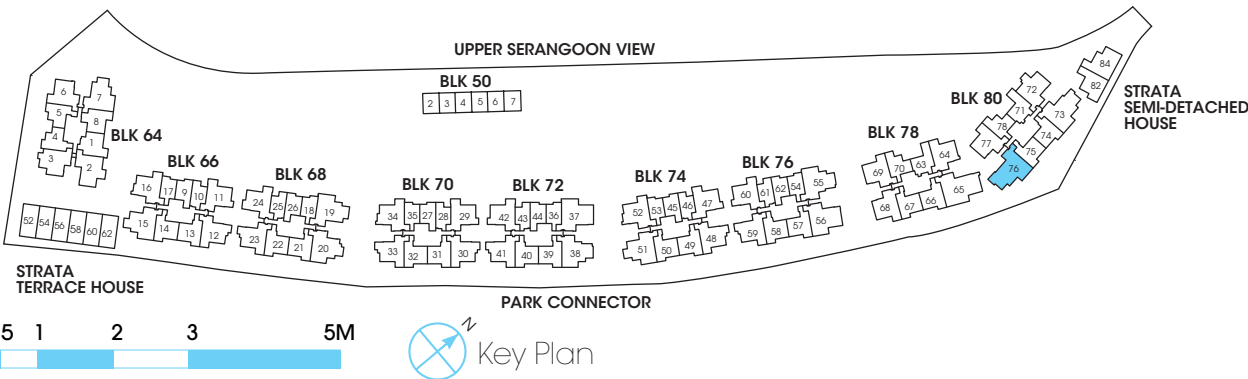 UPPER SERANGOON VIEW
BLK 50
2 3 4 5 6 7
BLK 64
6 7
5 8
4 1
3 2
BLK 66
16 17 9 10 11
15 14 13 12
BLK 68
24 25 26 18 19
23 22 21 20
BLK 70
34 35 27 28 29
33 32 31 30
BLK 72
42 43 44 36 37
41 40 39 38
BLK 74
52 53 45 46 47
51 50 49 48
BLK 76
60 61 62 54 55
59 58 57 56
BLK 78
69 70 63 64
68 67 66 65
BLK 80
72
71 73
78 74
77 75
76
84
82
STRATA
SEMI-DETACHED
HOUSE
52 54 56 58 60 62
STRATA
TERRACE HOUSE
PARK CONNECTOR
5 1 2 3 5M
N
Key Plan